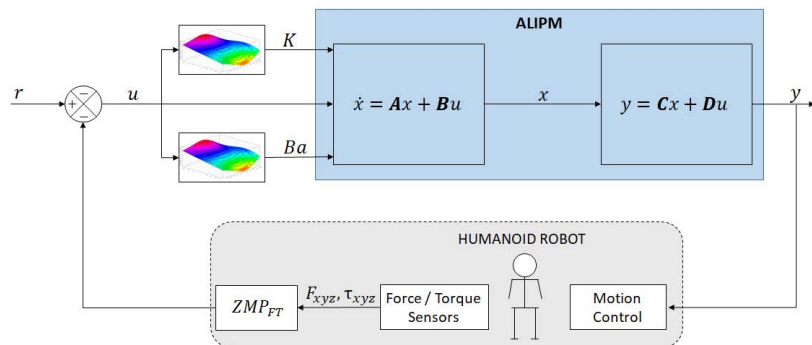 ALIPM
K
r
+
−
−
u
ẋ = Ax + Bu
x
y = Cx + Du
y
Ba
HUMANOID ROBOT
ZMP_FT
F_xyz, τ_xyz
Force / Torque
Sensors
Motion
Control